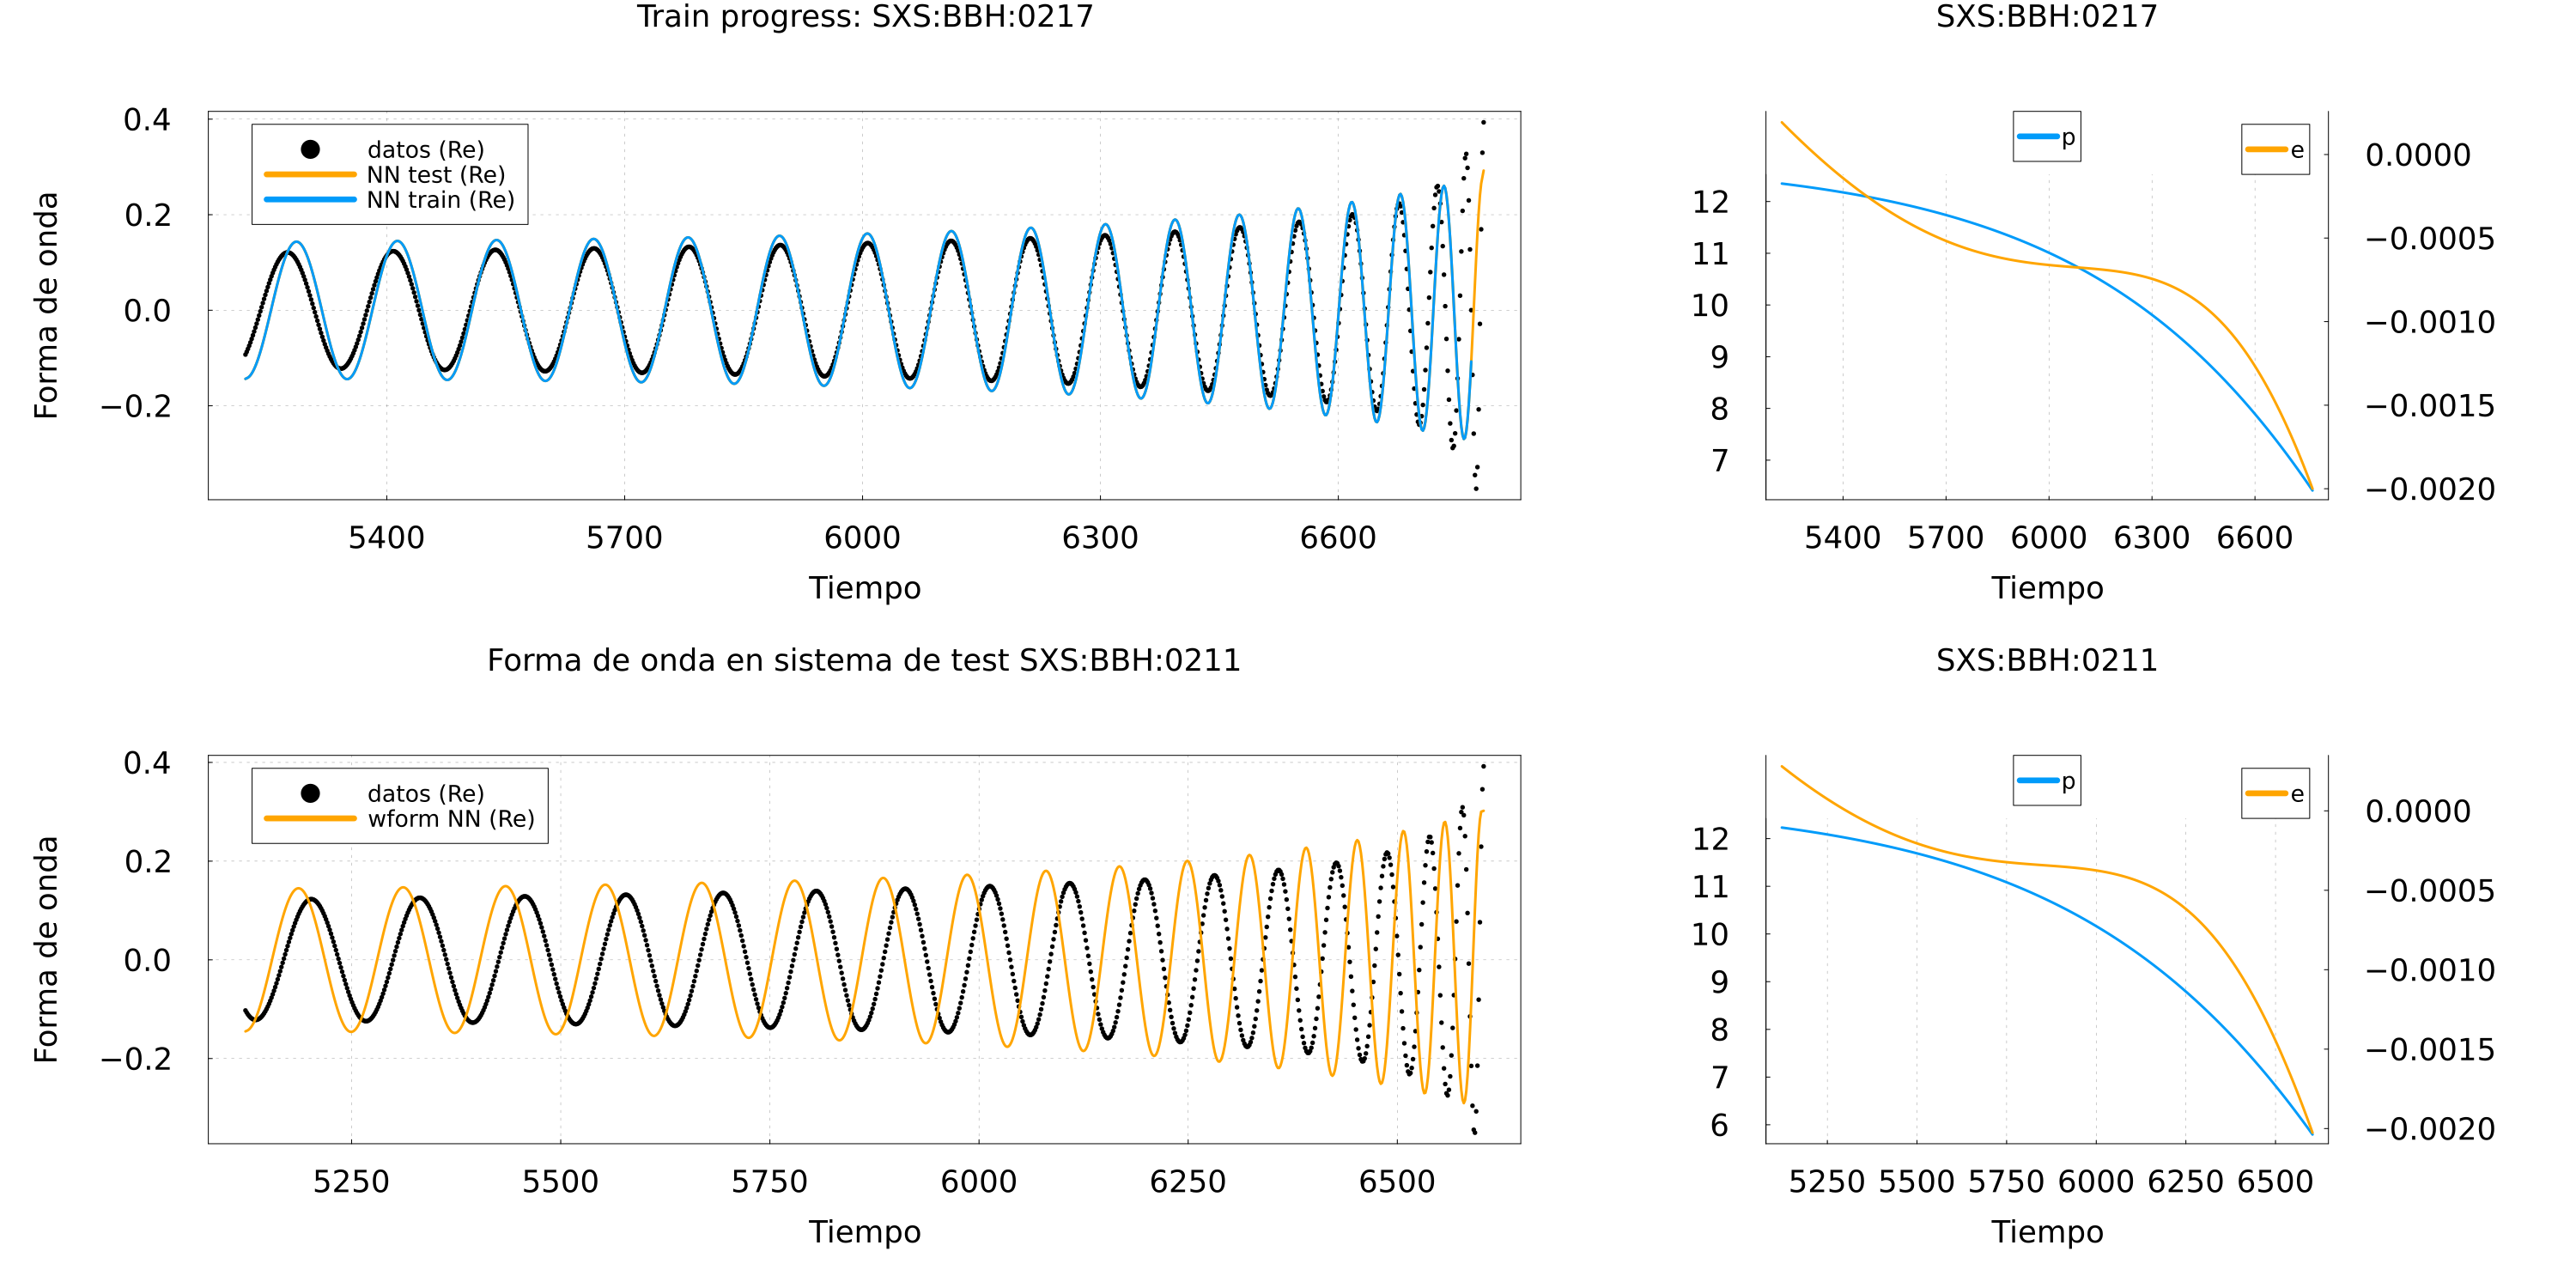 Train progress: SXS:BBH:0217
Forma de onda
0.4
0.2
0.0
−0.2
datos (Re)
NN test (Re)
NN train (Re)
5400 5700 6000 6300 6600
Tiempo
SXS:BBH:0217
12
11
10
9
8
7
p
e
0.0000
−0.0005
−0.0010
−0.0015
−0.0020
5400 5700 6000 6300 6600
Tiempo
Forma de onda en sistema de test SXS:BBH:0211
Forma de onda
0.4
0.2
0.0
−0.2
datos (Re)
wform NN (Re)
5250 5500 5750 6000 6250 6500
Tiempo
SXS:BBH:0211
12
11
10
9
8
7
6
p
e
0.0000
−0.0005
−0.0010
−0.0015
−0.0020
5250 5500 5750 6000 6250 6500
Tiempo